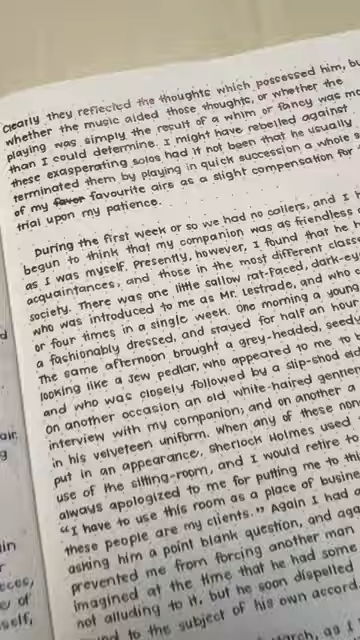 clearly they reflected the thoughts which possessed him, bu
whether the music aided those thoughts, or whether the
playing was simply the result of a whim or fancy was mo
than I could determine. I might have rebelled against
these exasperating solos had it not been that he usually
terminated them by playing in quick succession a whole
of my favor favourite airs as a slight compensation for
trial upon my patience.
During the first week or so we had no callers, and I h
begun to think that my companion was as friendless
as I was myself. Presently, however, I found that he h
acquaintances, and those in the most different class
society. There was one little sallow rat-faced, dark-ey
who was introduced to me as Mr. Lestrade, and who
or four times in a single week. One morning a young
a fashionably dressed, and stayed for half an hour
The same afternoon brought a grey-headed, seedy
looking like a Jew pedlar, who appeared to me to b
and who was closely followed by a slip-shod eld
on another occasion an old white-haired gentlem
interview with my companion; and on another a
in his velveteen uniform. When any of these non
put in an appearance, Sherlock Holmes used
use of the sitting-room, and I would retire to
always apologized to me for putting me to thi
"I have to use this room as a place of busine
these people are my clients." Again I had
asking him a point blank question, and aga
prevented me from forcing another man
imagined at the time that he had some
not alluding to it, but he soon dispelled
to the subject of his own accord